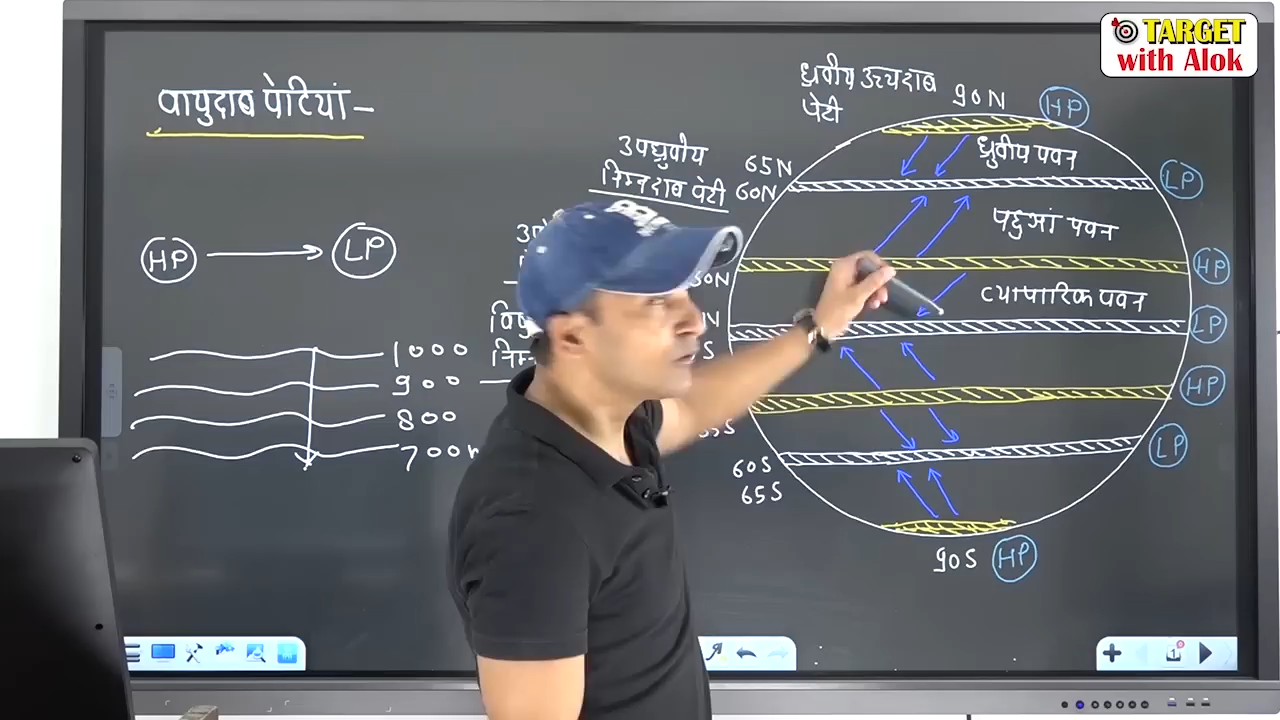 TARGET
with Alok
वायुदाब पेटियां -
HP
LP
1000
900
800
ध्रुवीय उच्चदाब
पेटी
90N
HP
उपध्रुवीय
निम्नदाब पेटी
65N
60N
ध्रुवीय पवन
LP
पछुआं पवन
HP
व्यापारिक पवन
LP
HP
60S
65S
LP
90S
HP
1